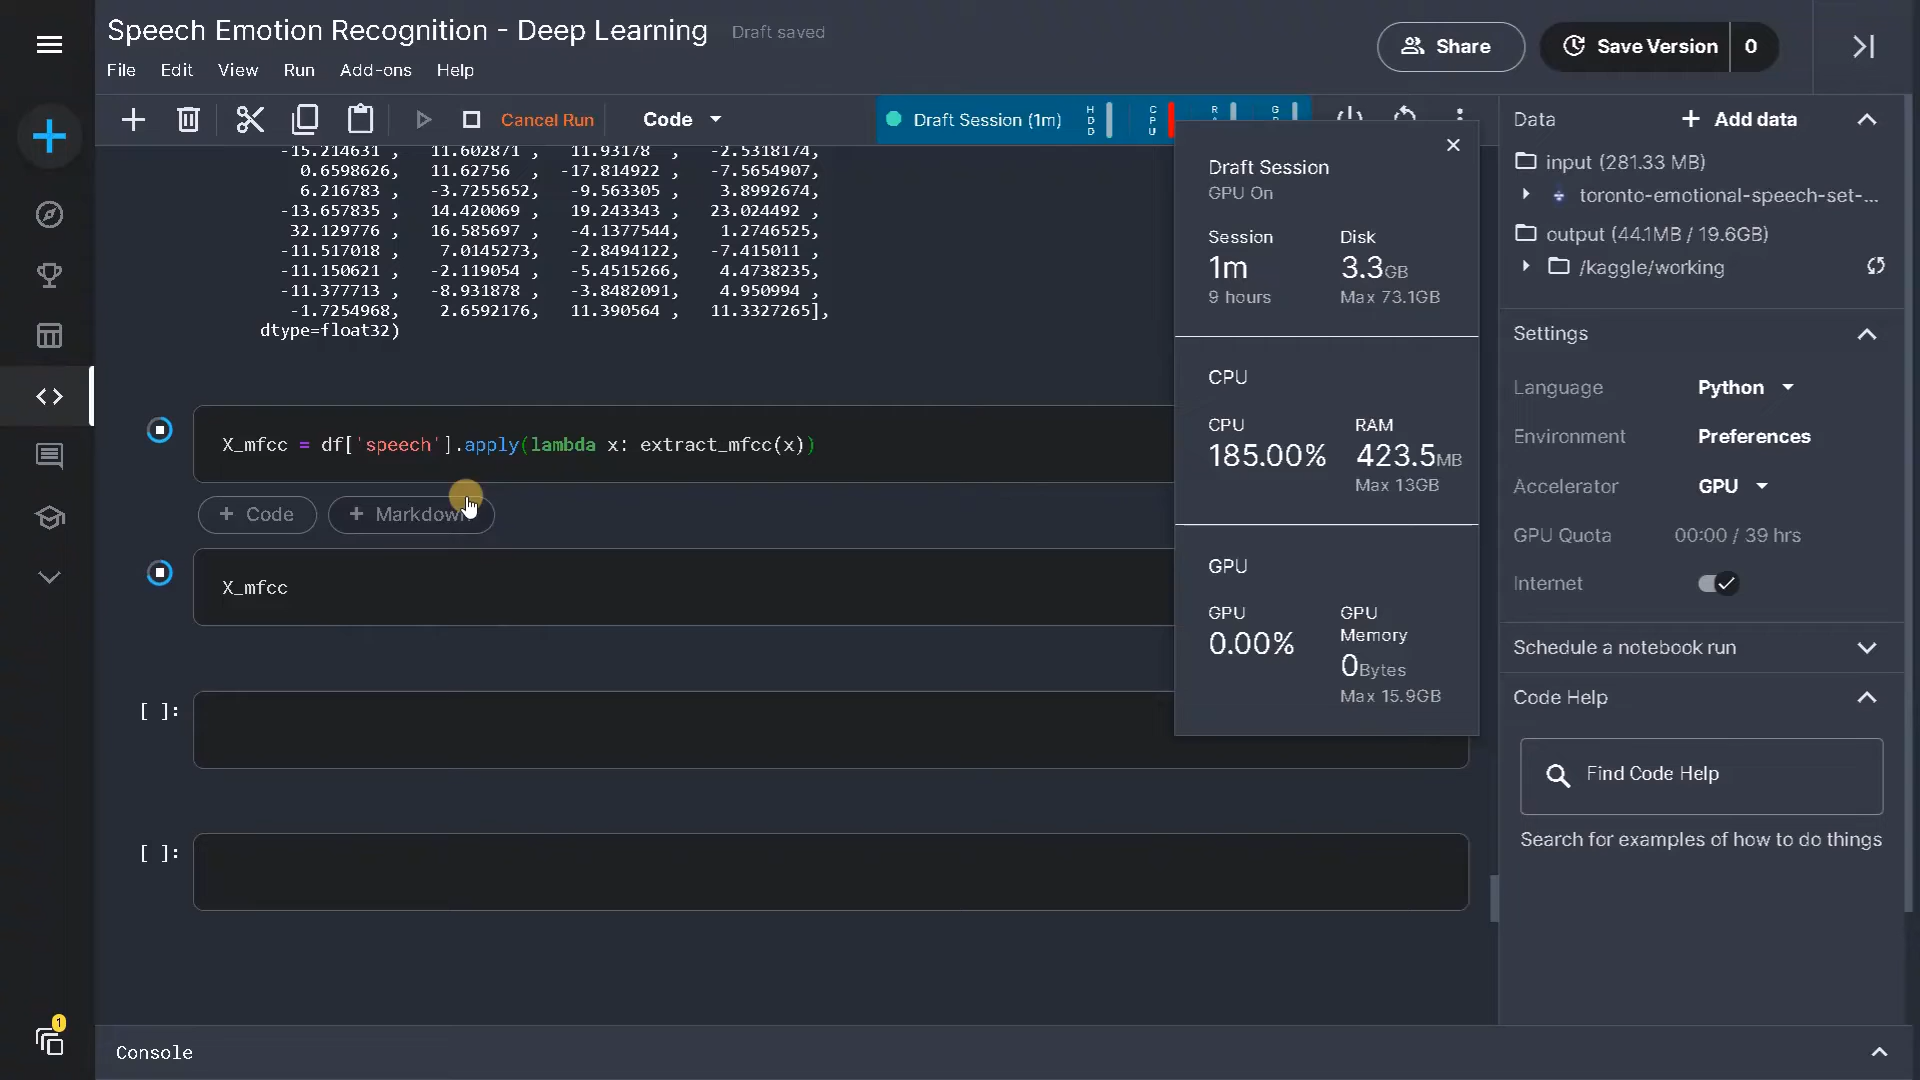 Speech Emotion Recognition - Deep Learning
Draft saved
Share
Save Version
0
File Edit View Run Add-ons Help
Cancel Run
Code
Draft Session (1m)
HDD
CPU
-15.214631 , 11.602871 , 11.93178 , -2.5318174,
0.6598626, 11.62756 , -17.814922 , -7.5654907,
6.216783 , -3.7255652, -9.563305 , 3.8992674,
-13.657835 , 14.420069 , 19.243343 , 23.024492 ,
32.129776 , 16.585697 , -4.1377544, 1.2746525,
-11.517018 , 7.0145273, -2.8494122, -7.415011 ,
-11.150621 , -2.119054 , -5.4515266, 4.4738235,
-11.377713 , -8.931878 , -3.8482091, 4.950994 ,
-1.7254968, 2.6592176, 11.390564 , 11.3327265],
dtype=float32)
X_mfcc = df['speech'].apply(lambda x: extract_mfcc(x))
+ Code
+ Markdown
X_mfcc
[ ]:
[ ]:
Draft Session
GPU On
Session
1m
9 hours
Disk
3.3GB
Max 73.1GB
CPU
CPU
185.00%
RAM
423.5MB
Max 13GB
GPU
GPU
0.00%
GPU
Memory
0Bytes
Max 15.9GB
Data
+ Add data
input (281.33 MB)
toronto-emotional-speech-set-...
output (44.1MB / 19.6GB)
/kaggle/working
Settings
Language Python
Environment Preferences
Accelerator GPU
GPU Quota 00:00 / 39 hrs
Internet
Schedule a notebook run
Code Help
Find Code Help
Search for examples of how to do things
1
Console